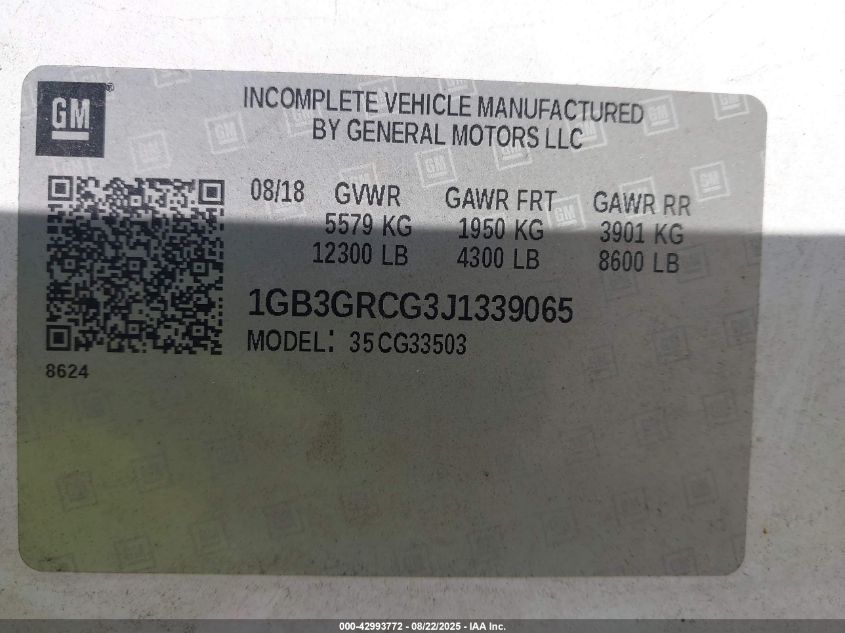 GM
INCOMPLETE VEHICLE MANUFACTURED
BY GENERAL MOTORS LLC
08/18 GVWR GAWR FRT GAWR RR
5579 KG 1950 KG 3901 KG
12300 LB 4300 LB 8600 LB
1GB3GRCG3J1339065
MODEL: 35CG33503
8624
000-42993772 - 08/22/2025 - IAA Inc.